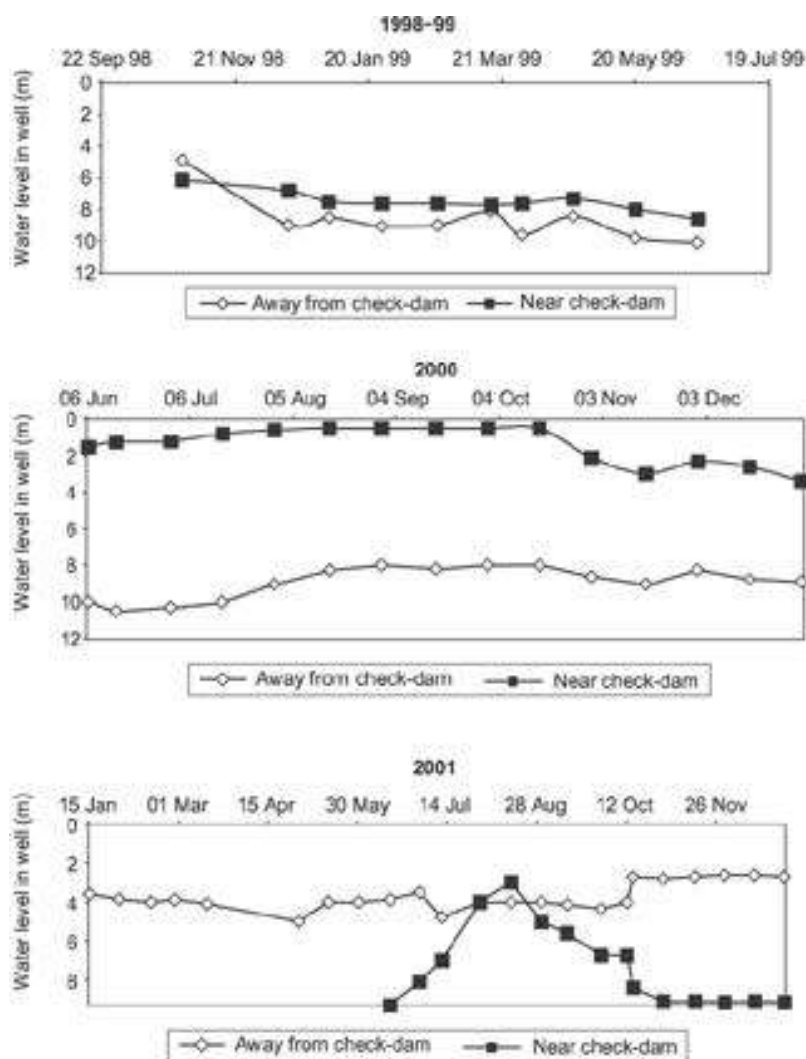 1998-99
22 Sep 98 21 Nov 98 20 Jan 99 21 Mar 99 20 May 99 19 Jul 99
Water level in well (m)
0
2
4
6
8
10
12
Away from check-dam Near check-dam
2000
06 Jun 06 Jul 05 Aug 04 Sep 04 Oct 03 Nov 03 Dec
Water level in well (m)
0
2
4
6
8
10
12
Away from check-dam Near check-dam
2001
15 Jan 01 Mar 15 Apr 30 May 14 Jul 28 Aug 12 Oct 26 Nov
Water level in well (m)
0
2
4
6
8
Away from check-dam Near check-dam